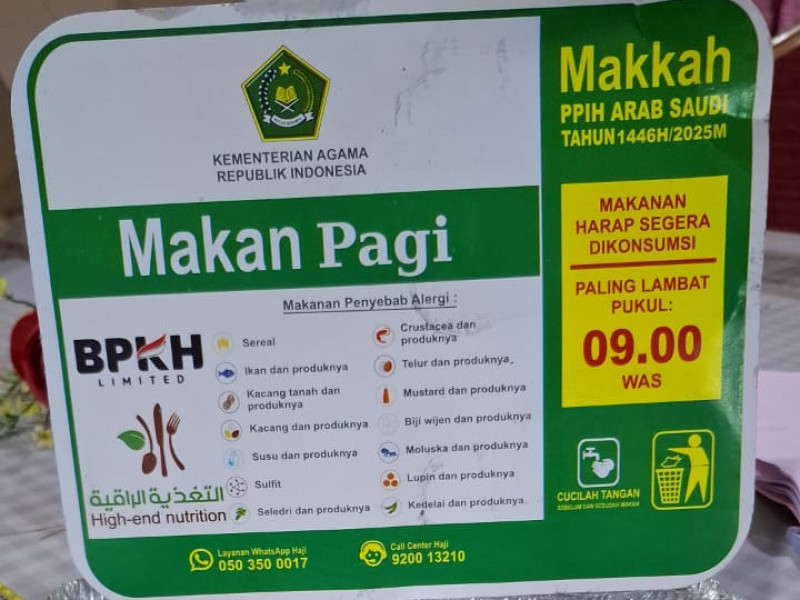 KEMENTERIAN AGAMA
REPUBLIK INDONESIA
Makkah
PPIH ARAB SAUDI
TAHUN 1446H/2025M
Makan Pagi
MAKANAN
HARAP SEGERA
DIKONSUMSI
PALING LAMBAT
PUKUL:
09.00
WAS
Makanan Penyebab Alergi :
BPKH
LIMITED
Sereal
Ikan dan produknya
Kacang tanah dan
produknya
Kacang dan produknya
Susu dan produknya
Sulfit
Seledri dan produknya
Crustacea dan
produknya
Telur dan produknya
Mustard dan produknya
Biji wijen dan produknya
Moluska dan produknya
Lupin dan produknya
Kedelai dan produknya
التغذية الراقية
High-end nutrition
CUCILAH TANGAN
SEBELUM DAN SESUDAH MAKAN
Layanan WhatsApp Haji
050 350 0017
Call Center Haji
9200 13210